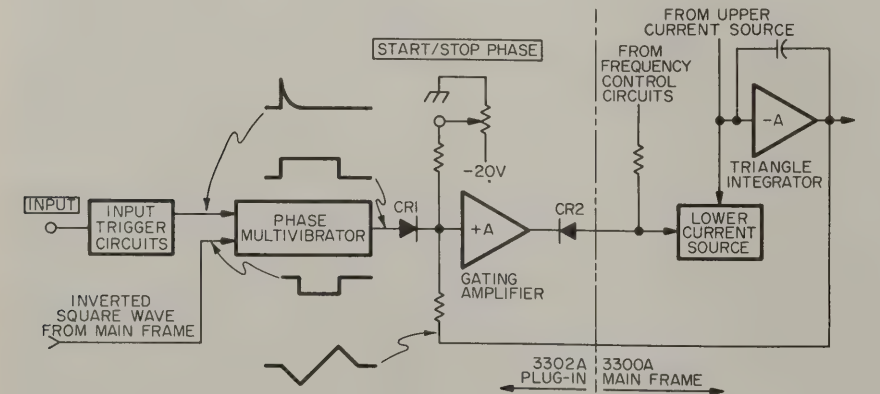 START/STOP PHASE
FROM UPPER
CURRENT SOURCE
FROM
FREQUENCY
CONTROL
CIRCUITS
-20V
-A
TRIANGLE
INTEGRATOR
INPUT
INPUT
TRIGGER
CIRCUITS
PHASE
MULTIVIBRATOR
CR1
+A
CR2
LOWER
CURRENT
SOURCE
GATING
AMPLIFIER
INVERTED
SQUARE WAVE
FROM MAIN FRAME
3302A
PLUG-IN
3300A
MAIN FRAME